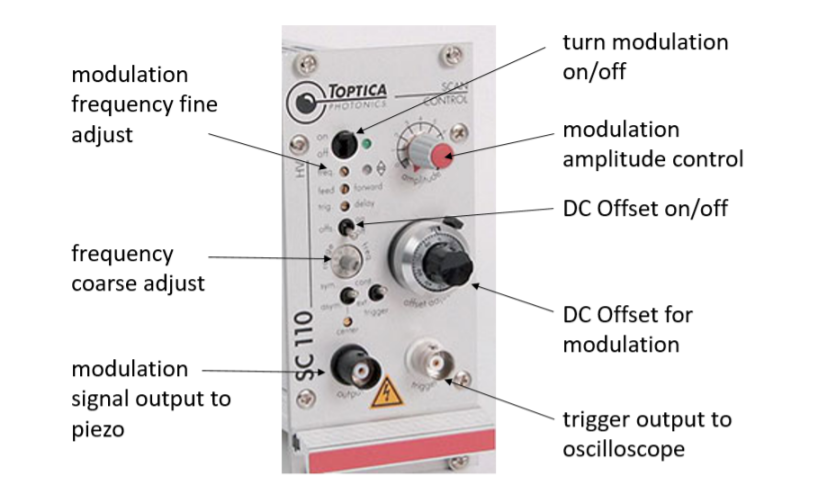 turn modulation
on/off
modulation
frequency fine
adjust
TOPTICA
PHOTONICS
SCAN
CONTROL
on
off
modulation
amplitude control
HV
freq.
amplitude
feed forward
trig. delay
DC Offset on/off
offs.
on
freq.
frequency
coarse adjust
sym.
cont
asym.
ext.
trigger
offset adjust
center
DC Offset for
modulation
SC 110
modulation
signal output to
piezo
output
trigger
trigger output to
oscilloscope